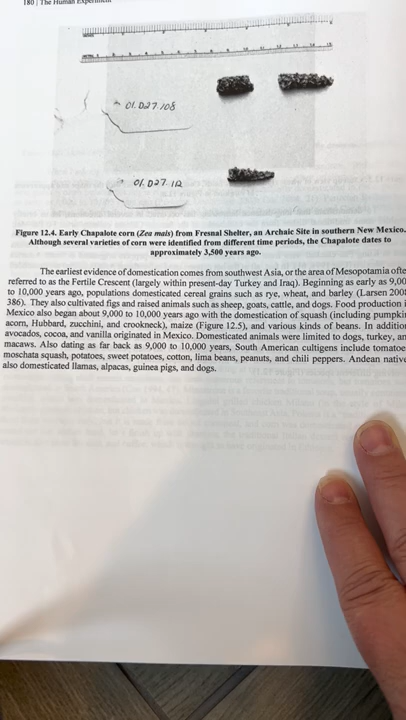 180 | The Human Experiment
01.D27.108
01.D27.1Q
Figure 12.4. Early Chapalote corn (Zea mais) from Fresnal Shelter, an Archaic Site in southern New Mexico.
Although several varieties of corn were identified from different time periods, the Chapalote dates to
approximately 3,500 years ago.
The earliest evidence of domestication comes from southwest Asia, or the area of Mesopotamia ofte
referred to as the Fertile Crescent (largely within present-day Turkey and Iraq). Beginning as early as 9,00
to 10,000 years ago, populations domesticated cereal grains such as rye, wheat, and barley (Larsen 200
386). They also cultivated figs and raised animals such as sheep, goats, cattle, and dogs. Food production i
Mexico also began about 9,000 to 10,000 years ago with the domestication of squash (including pumpki
acorn, Hubbard, zucchini, and crookneck), maize (Figure 12.5), and various kinds of beans. In addition
avocados, cocoa, and vanilla originated in Mexico. Domesticated animals were limited to dogs, turkey, an
macaws. Also dating as far back as 9,000 to 10,000 years, South American cultigens include tomatoe
moschata squash, potatoes, sweet potatoes, cotton, lima beans, peanuts, and chili peppers. Andean native
also domesticated llamas, alpacas, guinea pigs, and dogs.